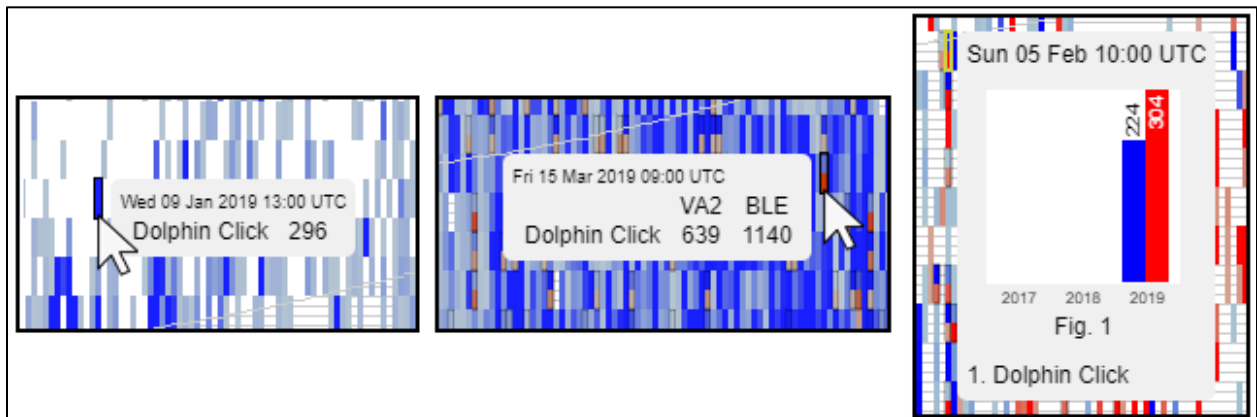 Wed 09 Jan 2019 13:00 UTC
Dolphin Click 296
Fri 15 Mar 2019 09:00 UTC
VA2 BLE
Dolphin Click 639 1140
Sun 05 Feb 10:00 UTC
224 304
2017 2018 2019
Fig. 1
1. Dolphin Click